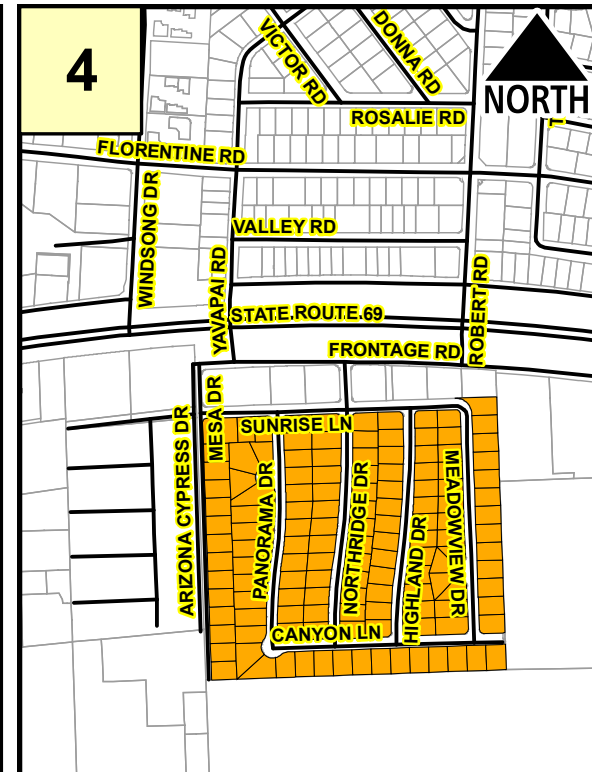 4
VICTOR RD
DONNA RD
NORTH
ROSALIE RD
FLORENTINE RD
WINDSONG DR
VALLEY RD
YAVAPAI RD
ROBERT RD
STATE ROUTE 69
FRONTAGE RD
MESA DR
ARIZONA CYPRESS DR
SUNRISE LN
PANORAMA DR
NORTHRIDGE DR
HIGHLAND DR
MEADOWVIEW DR
CANYON LN